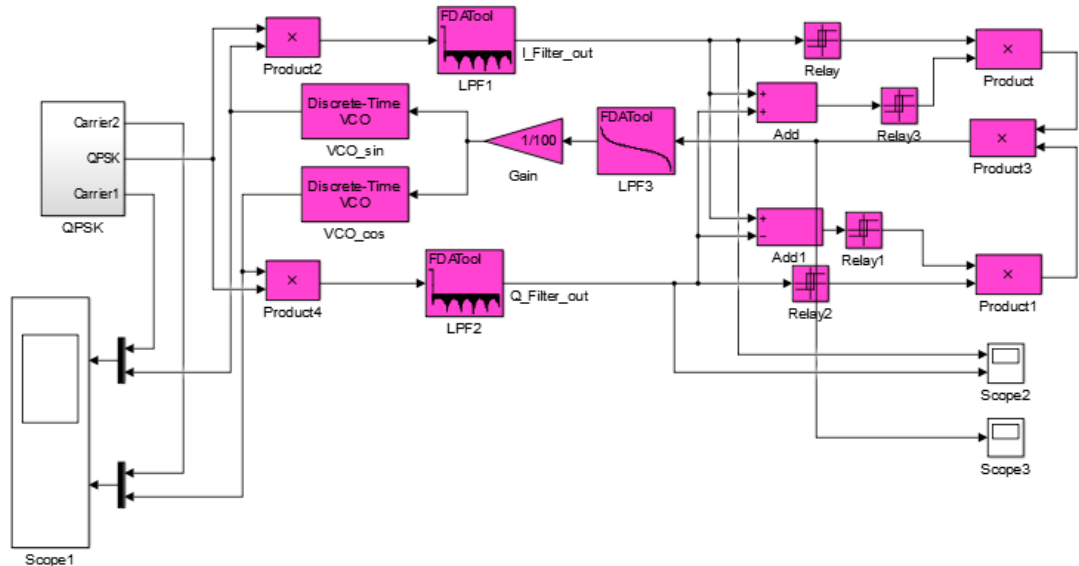 FDATool
Product2
LPF1
I_Filter_out
Relay
Product
Carrier2
QPSK
Carrier1
QPSK
Discrete-Time
VCO
VCO_sin
1/100
Gain
FDATool
LPF3
+
+
Add
Relay3
Product3
Discrete-Time
VCO
VCO_cos
+
−
Add1
Relay1
FDATool
Product4
LPF2
Q_Filter_out
Relay2
Product1
Scope2
Scope3
Scope1